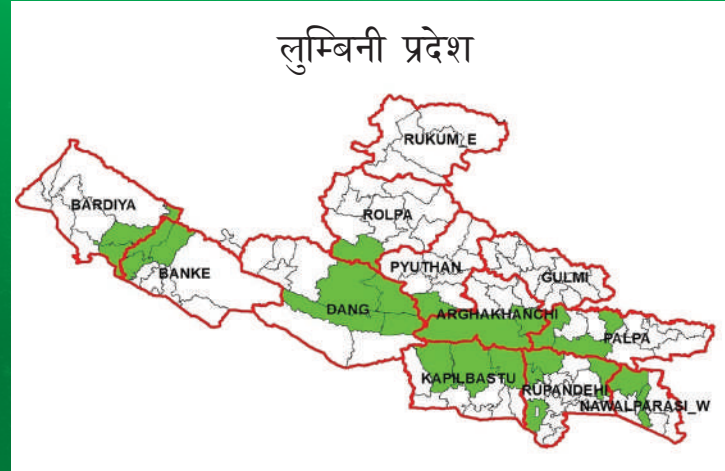 लुम्बिनी प्रदेश
RUKUM_E
BARDIYA
ROLPA
PYUTHAN
BANKE
GULMI
DANG
ARGHAKHANCHI
PALPA
KAPILBASTU
RUPANDEHI
NAWALPARASI_W